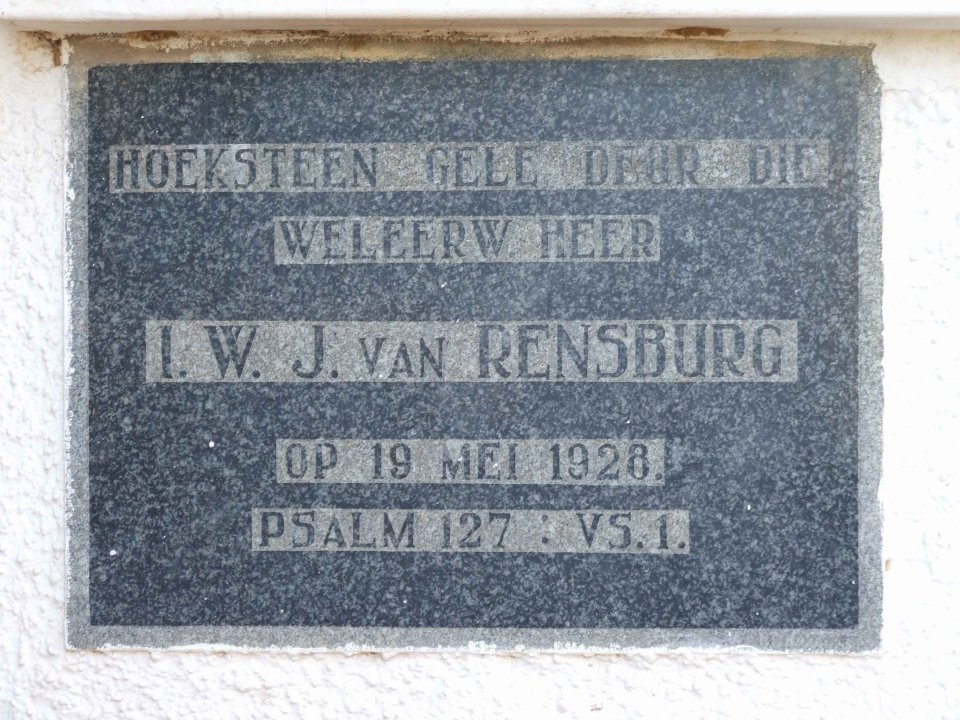 HOEKSTEEN GELE DEUR DIE
WELEERW. HEER
I. W. J. VAN RENSBURG
OP 19 MEI 1928.
PSALM 127 : VS. 1.